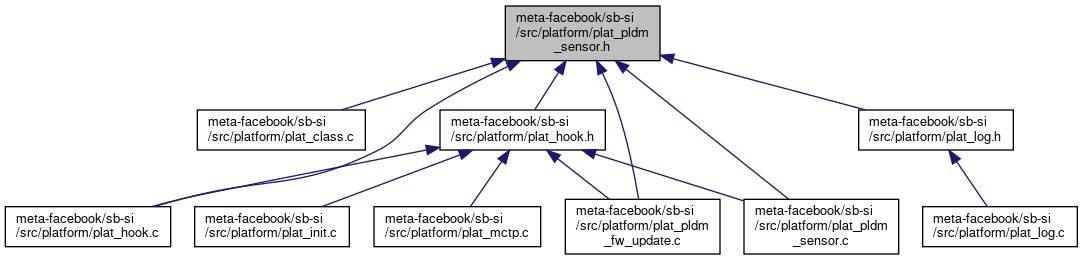 meta-facebook/sb-si
/src/platform/plat_pldm
_sensor.h
meta-facebook/sb-si
/src/platform/plat_class.c
meta-facebook/sb-si
/src/platform/plat_hook.h
meta-facebook/sb-si
/src/platform/plat_log.h
meta-facebook/sb-si
/src/platform/plat_hook.c
meta-facebook/sb-si
/src/platform/plat_init.c
meta-facebook/sb-si
/src/platform/plat_mctp.c
meta-facebook/sb-si
/src/platform/plat_pldm
_fw_update.c
meta-facebook/sb-si
/src/platform/plat_pldm
_sensor.c
meta-facebook/sb-si
/src/platform/plat_log.c